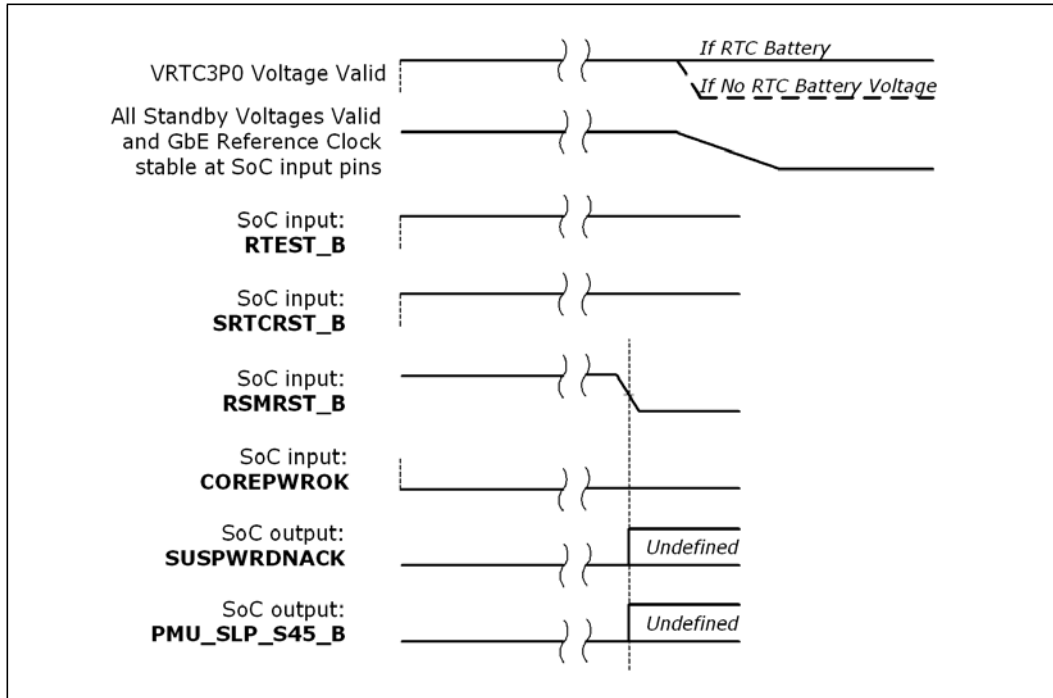 If RTC Battery
VRTC3P0 Voltage Valid
If No RTC Battery Voltage
All Standby Voltages Valid
and GbE Reference Clock
stable at SoC input pins
SoC input:
RTEST_B
SoC input:
SRTCRST_B
SoC input:
RSMRST_B
SoC input:
COREPWROK
SoC output:
SUSPWRDNACK
Undefined
SoC output:
PMU_SLP_S45_B
Undefined